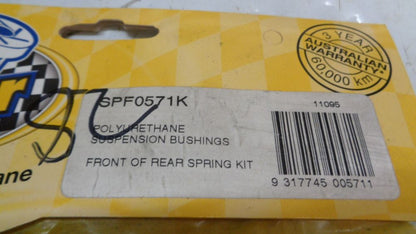 3 YEAR
AUSTRALIAN
WARRANTY*
60,000 km
SPF0571K
11095
POLYURETHANE
SUSPENSION BUSHINGS
FRONT OF REAR SPRING KIT
9 317745 005711